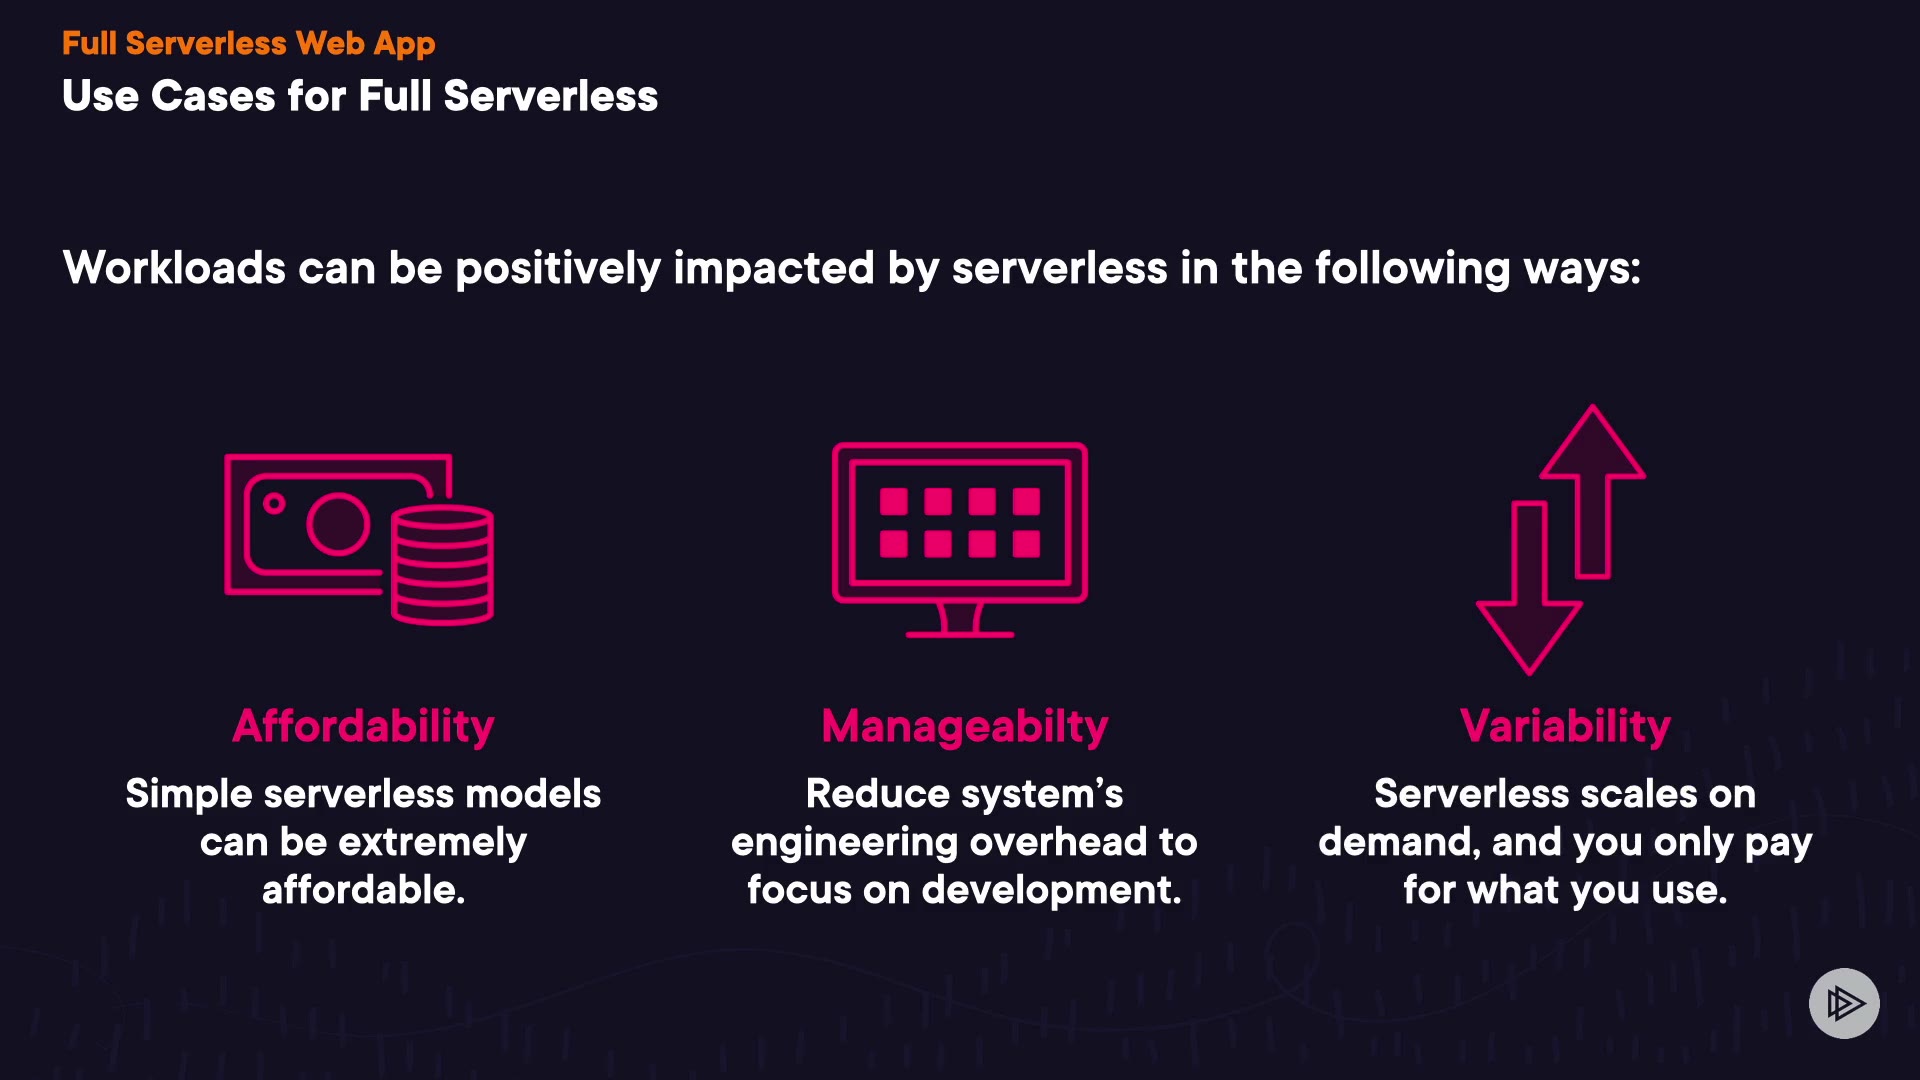 Full Serverless Web App
Use Cases for Full Serverless
Workloads can be positively impacted by serverless in the following ways:
Affordability
Simple serverless models
can be extremely
affordable.
Manageabilty
Reduce system’s
engineering overhead to
focus on development.
Variability
Serverless scales on
demand, and you only pay
for what you use.